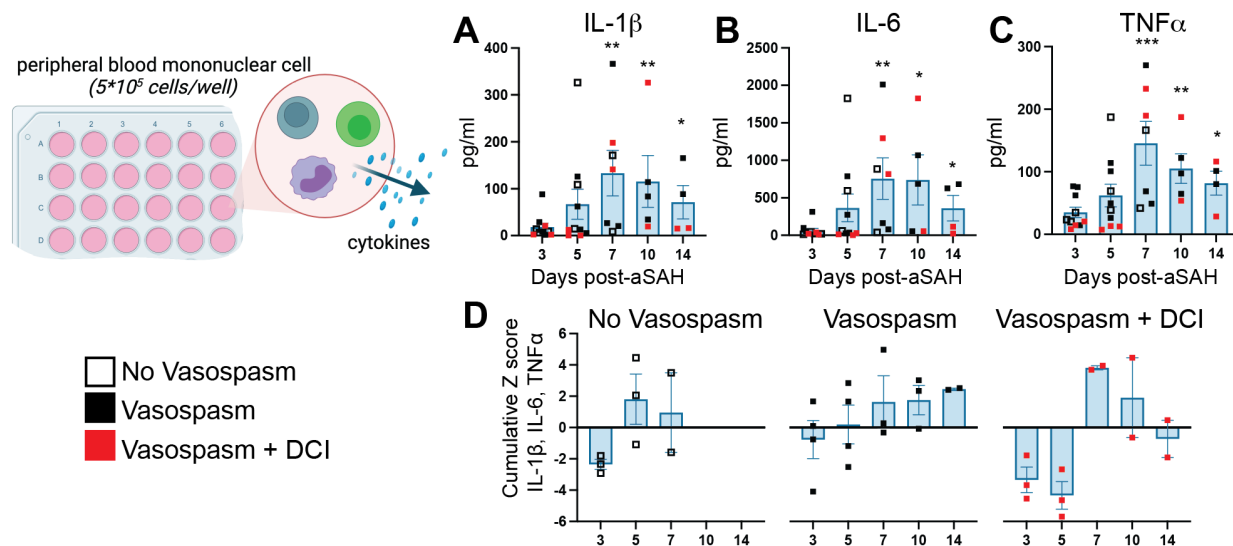 peripheral blood mononuclear cell
(5*10⁵ cells/well)
1 2 3 4 5 6
A
B
C
D
cytokines
No Vasospasm
Vasospasm
Vasospasm + DCI
A IL-1β
pg/ml
400
300
200
100
0
** ** *
3 5 7 10 14
Days post-aSAH
B IL-6
pg/ml
2500
2000
1500
1000
500
0
** * *
3 5 7 10 14
Days post-aSAH
C TNFα
pg/ml
300
200
100
0
*** ** *
3 5 7 10 14
Days post-aSAH
D
Cumulative Z score
IL-1β, IL-6, TNFα
6
4
2
0
-2
-4
-6
No Vasospasm
3 5 7 10 14
Vasospasm
3 5 7 10 14
Vasospasm + DCI
3 5 7 10 14